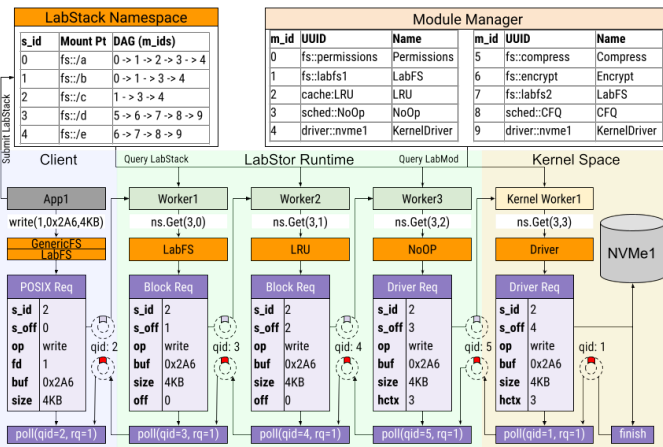 LabStack Namespace
s_id Mount Pt DAG (m_ids)
0 fs::/a 0 -> 1 -> 2 -> 3 -> 4
1 fs::/b 0 -> 1 - > 3 -> 4
2 fs::/c 1 - > 3 -> 4
3 fs::/d 5 -> 6 -> 7 -> 8 -> 9
4 fs::/e 6 -> 7 -> 8 -> 9
Module Manager
m_id UUID Name
0 fs::permissions Permissions
1 fs::labfs1 LabFS
2 cache:LRU LRU
3 sched::NoOp NoOp
4 driver::nvme1 KernelDriver
m_id UUID Name
5 fs::compress Compress
6 fs::encrypt Encrypt
7 fs::labfs2 LabFS
8 sched::CFQ CFQ
9 driver::nvme1 KernelDriver
Submit LabStack
Client
Query LabStack
LabStor Runtime
Query LabMod
Kernel Space
App1
Worker1
Worker2
Worker3
Kernel Worker1
write(1,0x2A6,4KB)
ns.Get(3,0)
ns.Get(3,1)
ns.Get(3,2)
ns.Get(3,3)
GenericFS
LabFS
LabFS
LRU
NoOP
Driver
NVMe1
POSIX Req
s_id 2
s_off 0
op write
fd 1
buf 0x2A6
size 4KB
qid: 2
Block Req
s_id 2
s_off 1
op write
buf 0x2A6
size 4KB
off 0
qid: 3
Block Req
s_id 2
s_off 2
op write
buf 0x2A6
size 4KB
off 0
qid: 4
Driver Req
s_id 2
s_off 3
op write
buf 0x2A6
size 4KB
hctx 3
qid: 5
Driver Req
s_id 2
s_off 4
op write
buf 0x2A6
size 4KB
hctx 3
qid: 1
poll(qid=2, rq=1)
poll(qid=3, rq=1)
poll(qid=4, rq=1)
poll(qid=5, rq=1)
poll(qid=1, rq=1)
finish